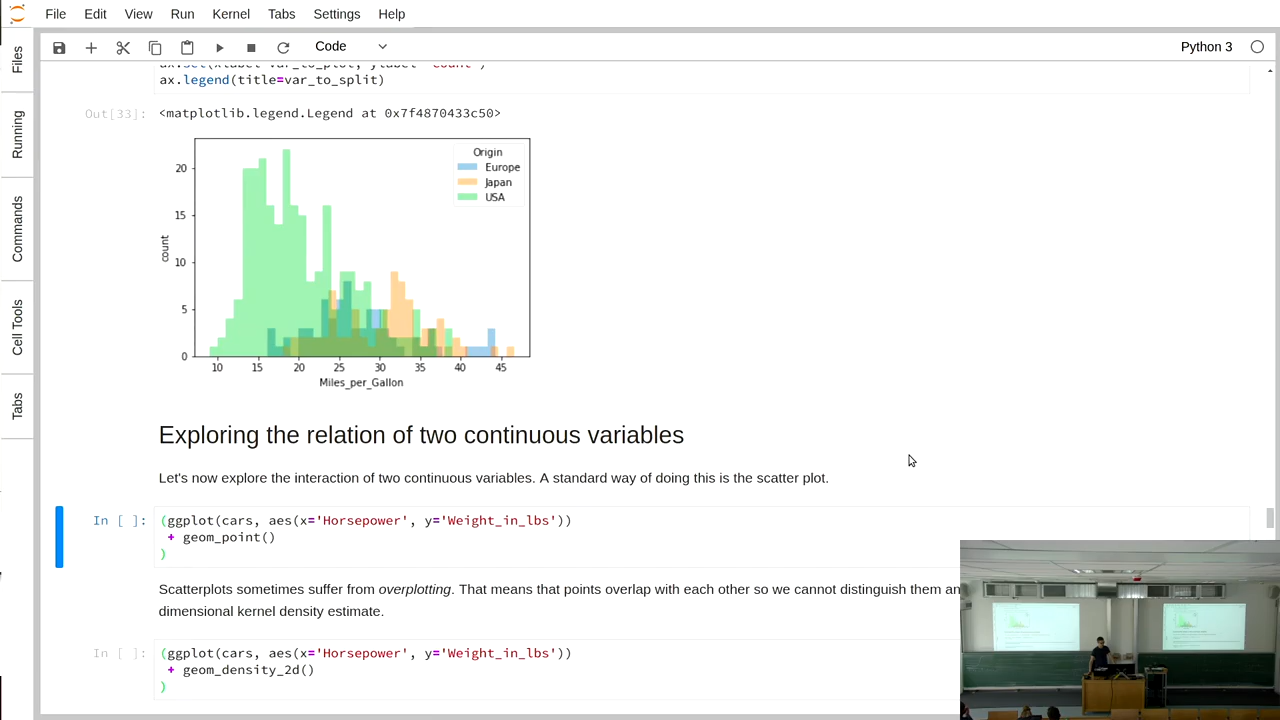 File Edit View Run Kernel Tabs Settings Help
Code
Python 3
Files
Running
Commands
Cell Tools
Tabs
ax.legend(title=var_to_split)
Out[33]: <matplotlib.legend.Legend at 0x7f4870433c50>
Origin
Europe
Japan
USA
20
15
10
5
0
count
10 15 20 25 30 35 40 45
Miles_per_Gallon
Exploring the relation of two continuous variables
Let's now explore the interaction of two continuous variables. A standard way of doing this is the scatter plot.
In [ ]: (ggplot(cars, aes(x='Horsepower', y='Weight_in_lbs'))
+ geom_point()
)
Scatterplots sometimes suffer from overplotting. That means that points overlap with each other so we cannot distinguish them an
dimensional kernel density estimate.
In [ ]: (ggplot(cars, aes(x='Horsepower', y='Weight_in_lbs'))
+ geom_density_2d()
)